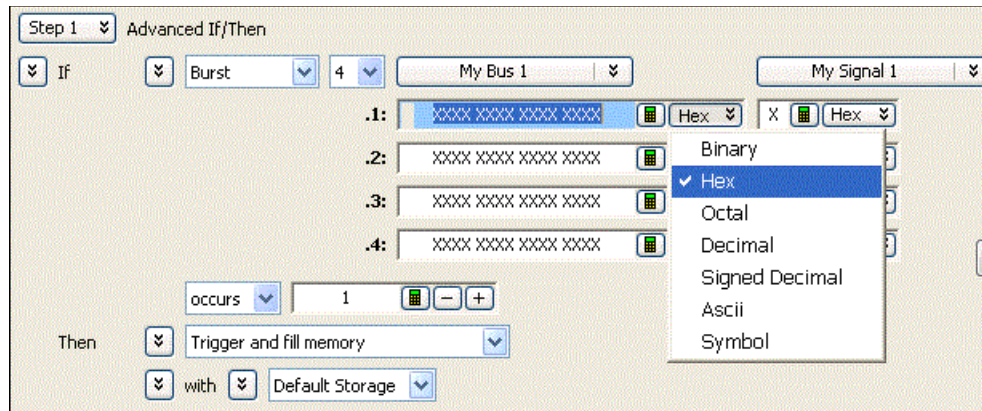 Step 1 Advanced If/Then
If Burst 4 My Bus 1 My Signal 1
.1: XXXX XXXX XXXX XXXX Hex X Hex
.2: XXXX XXXX XXXX XXXX
.3: XXXX XXXX XXXX XXXX
.4: XXXX XXXX XXXX XXXX
Binary
Hex
Octal
Decimal
Signed Decimal
Ascii
Symbol
occurs 1
Then Trigger and fill memory
with Default Storage